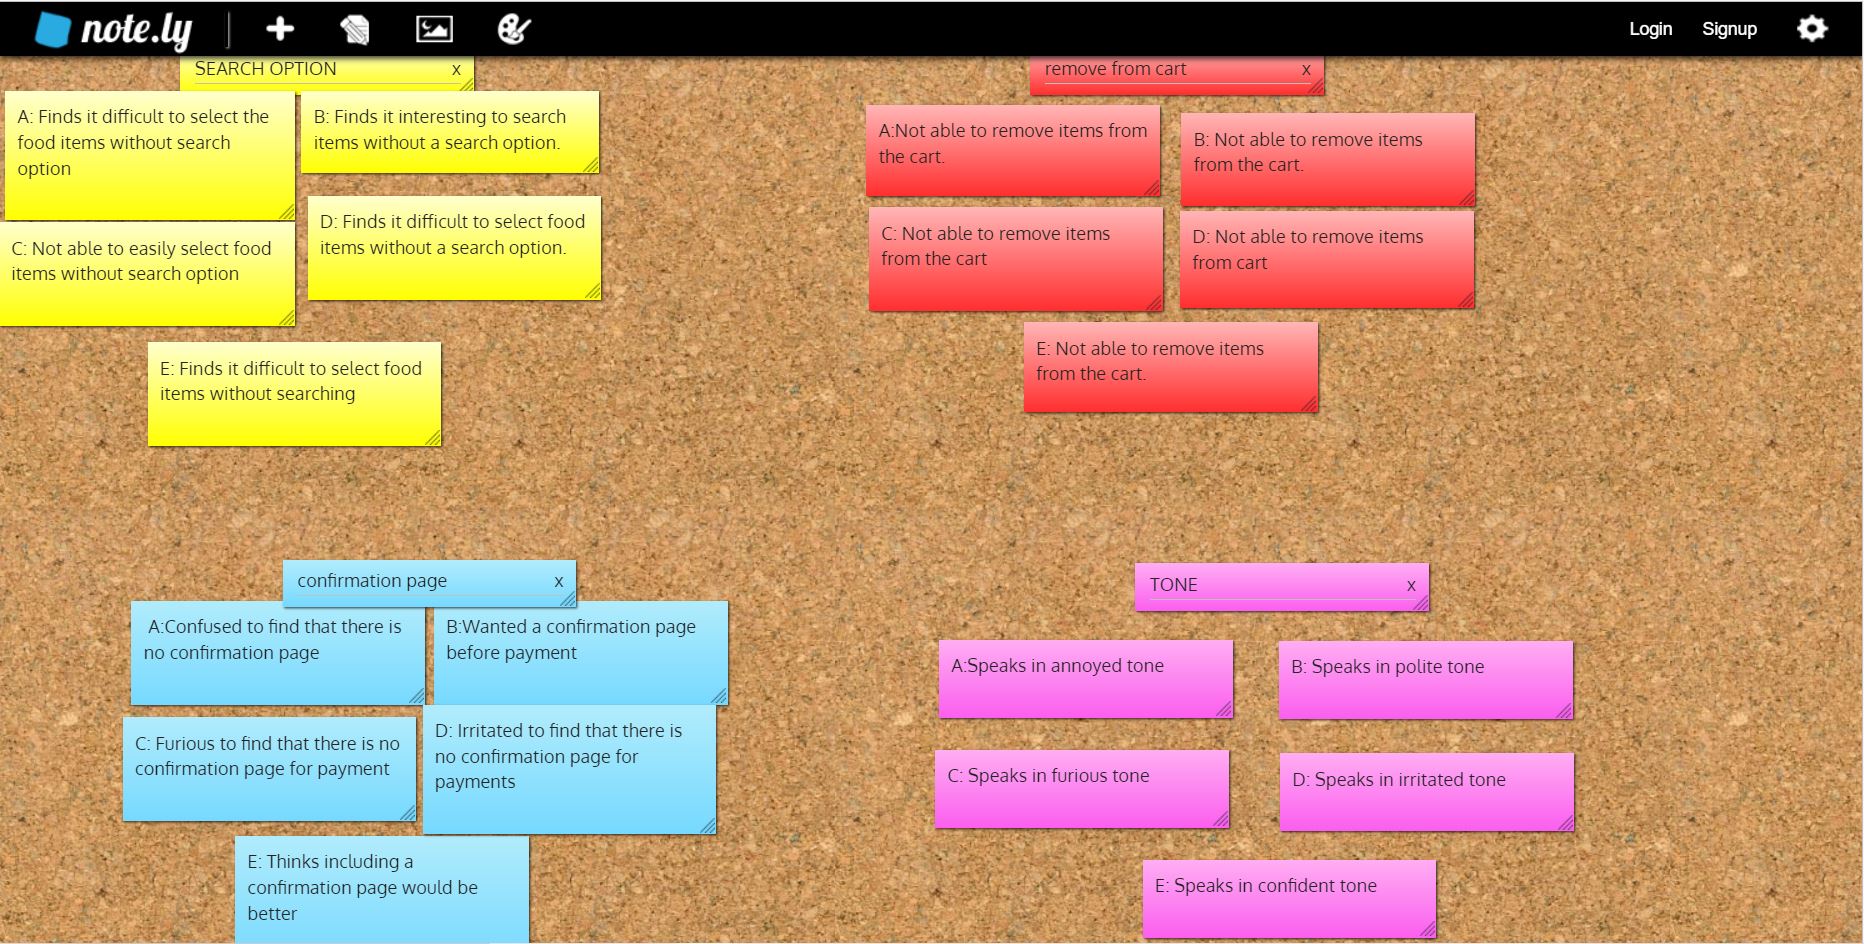 note.ly
Login
Signup
SEARCH OPTION x
A: Finds it difficult to select the
food items without search
option
B: Finds it interesting to search
items without a search option.
C: Not able to easily select food
items without search option
D: Finds it difficult to select food
items without a search option.
E: Finds it difficult to select food
items without searching
remove from cart x
A:Not able to remove items from
the cart.
B: Not able to remove items
from the cart.
C: Not able to remove items
from the cart
D: Not able to remove items
from cart
E: Not able to remove items
from the cart.
confirmation page x
A:Confused to find that there is
no confirmation page
B:Wanted a confirmation page
before payment
C: Furious to find that there is no
confirmation page for payment
D: Irritated to find that there is
no confirmation page for
payments
E: Thinks including a
confirmation page would be
better
TONE x
A:Speaks in annoyed tone
B: Speaks in polite tone
C: Speaks in furious tone
D: Speaks in irritated tone
E: Speaks in confident tone